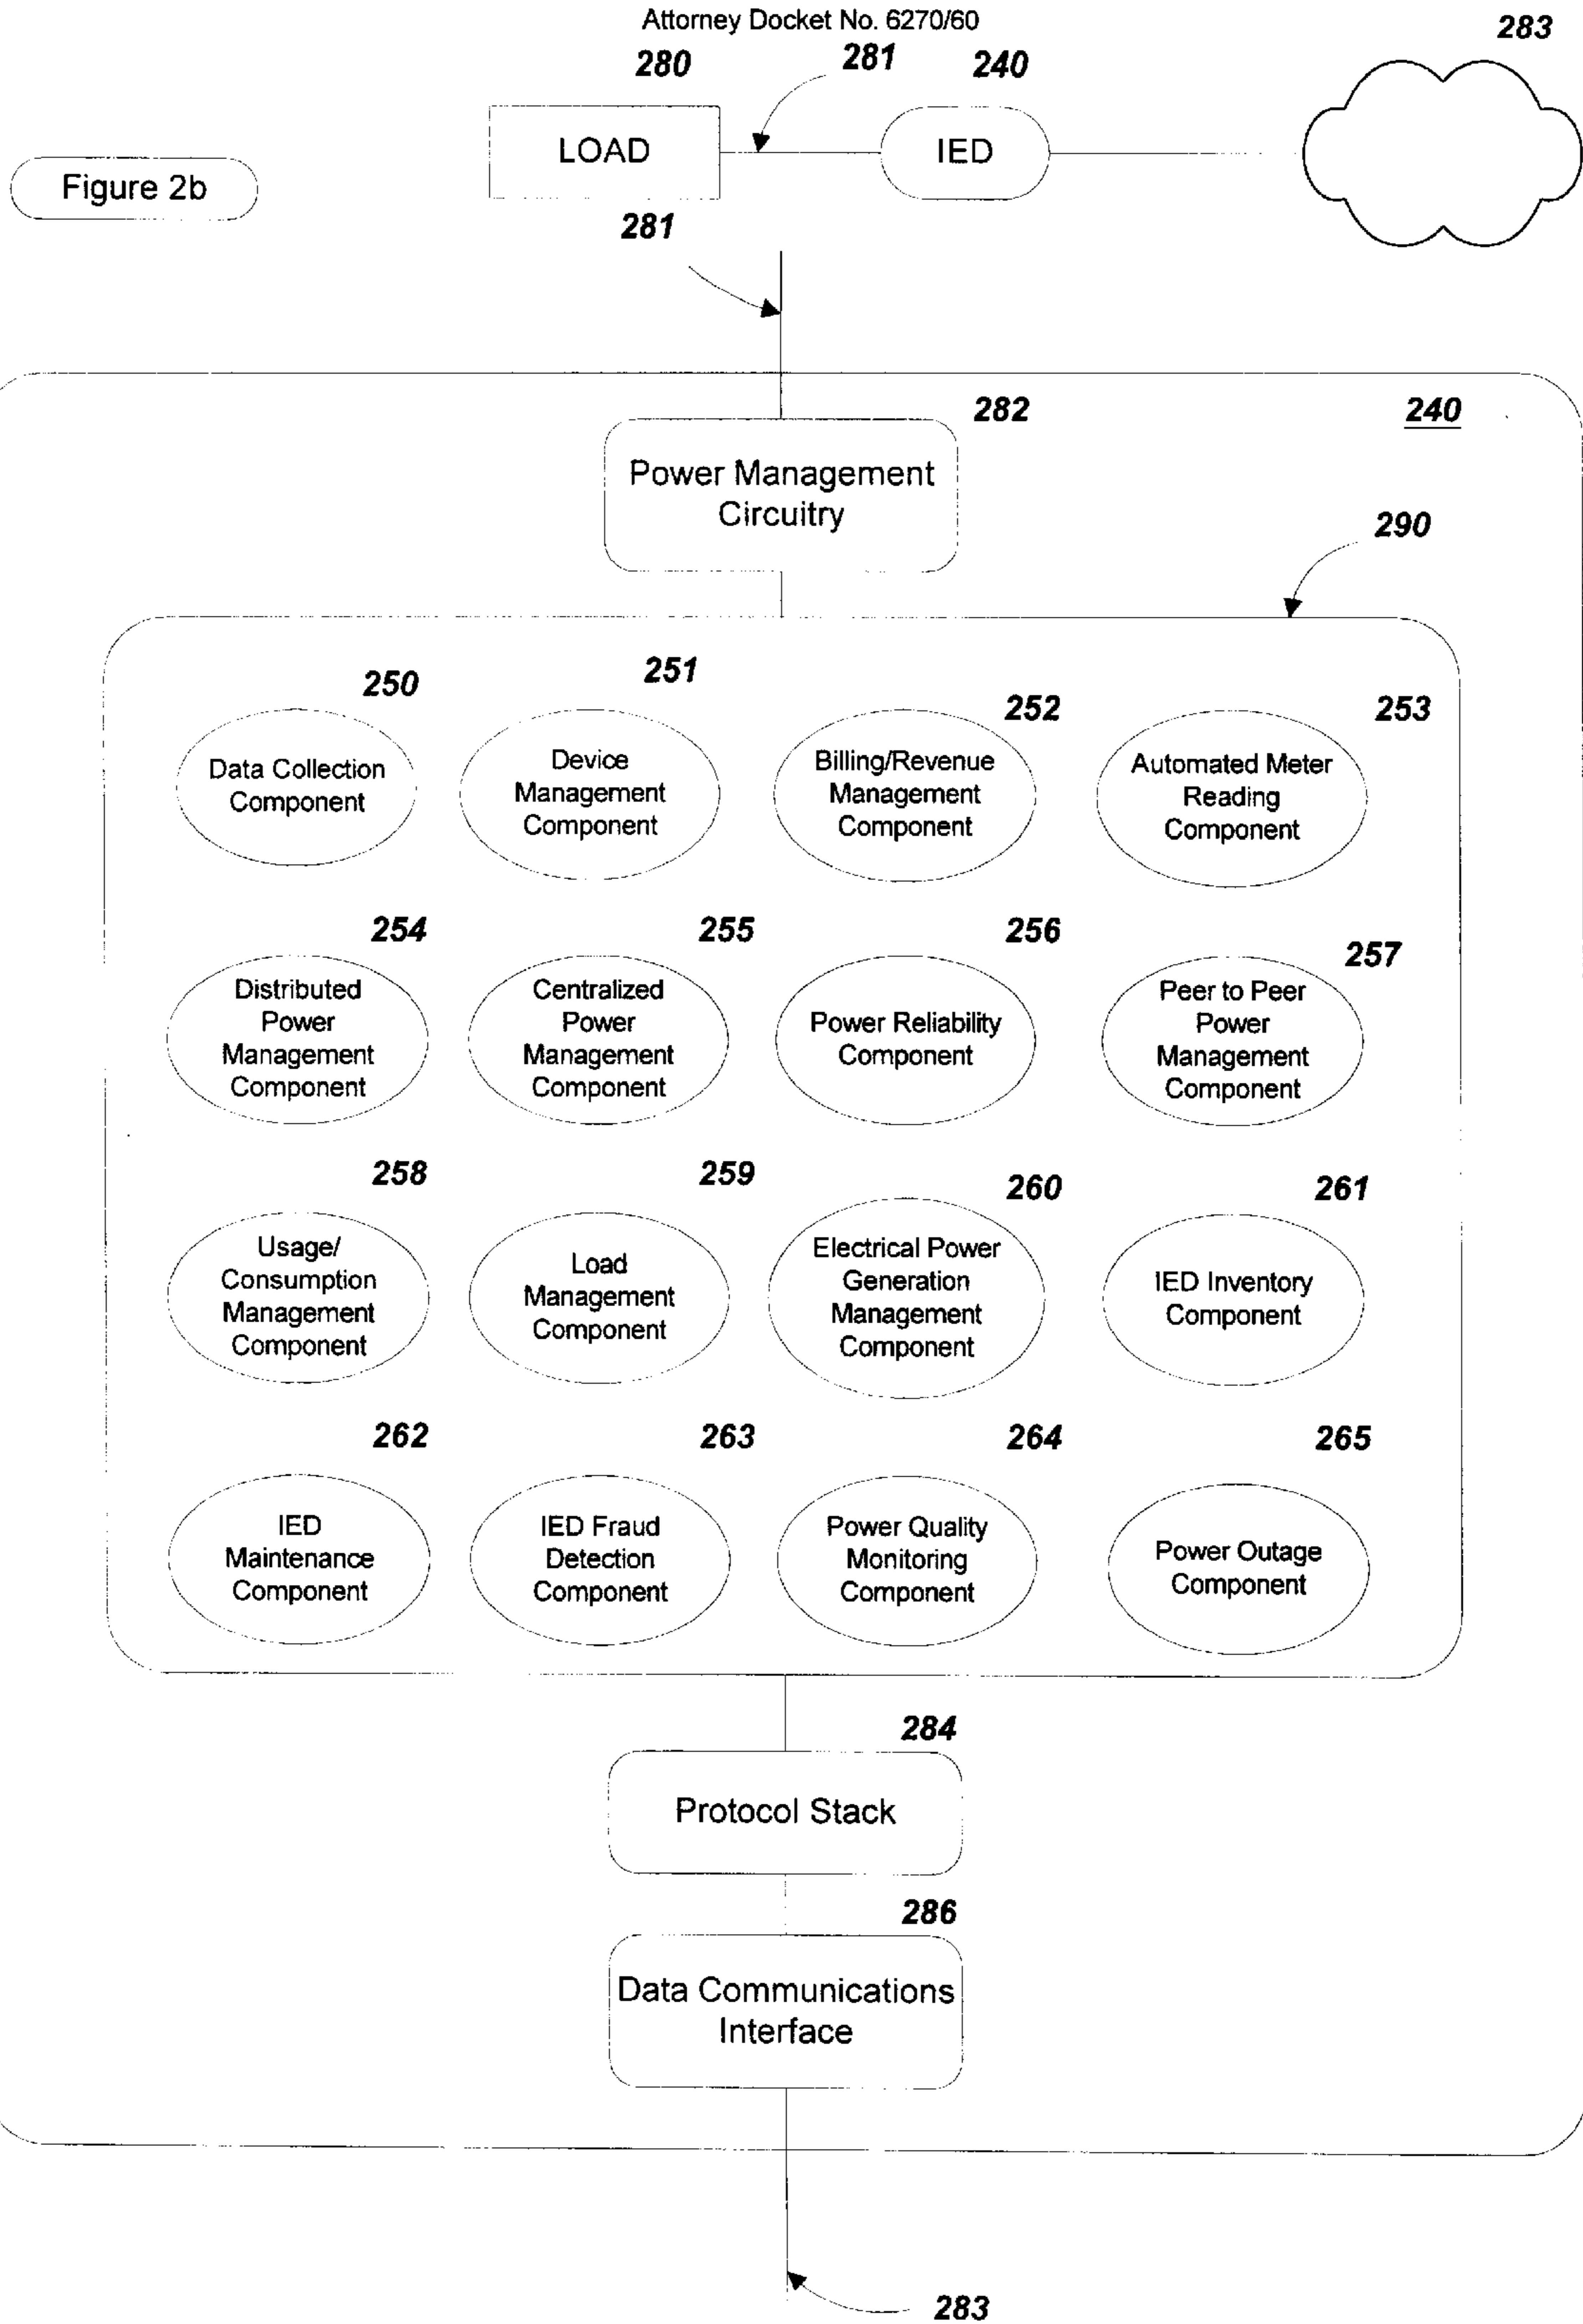 Attorney Docket No. 6270/60
283
280
281
240
LOAD
IED
Figure 2b
281
282
240
Power Management
Circuitry
290
250
251
252
253
Data Collection
Component
Device
Management
Component
Billing/Revenue
Management
Component
Automated Meter
Reading
Component
254
255
256
257
Distributed
Power
Management
Component
Centralized
Power
Management
Component
Power Reliability
Component
Peer to Peer
Power
Management
Component
258
259
260
261
Usage/
Consumption
Management
Component
Load
Management
Component
Electrical Power
Generation
Management
Component
IED Inventory
Component
262
263
264
265
IED
Maintenance
Component
IED Fraud
Detection
Component
Power Quality
Monitoring
Component
Power Outage
Component
284
Protocol Stack
286
Data Communications
Interface
283